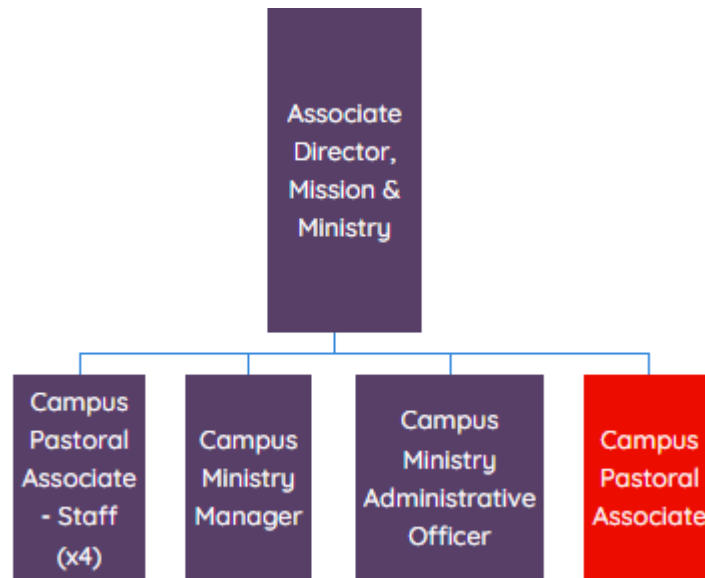 Associate
Director,
Mission &
Ministry
Campus
Pastoral
Associate
- Staff
(x4)
Campus
Ministry
Manager
Campus
Ministry
Administrative
Officer
Campus
Pastoral
Associate